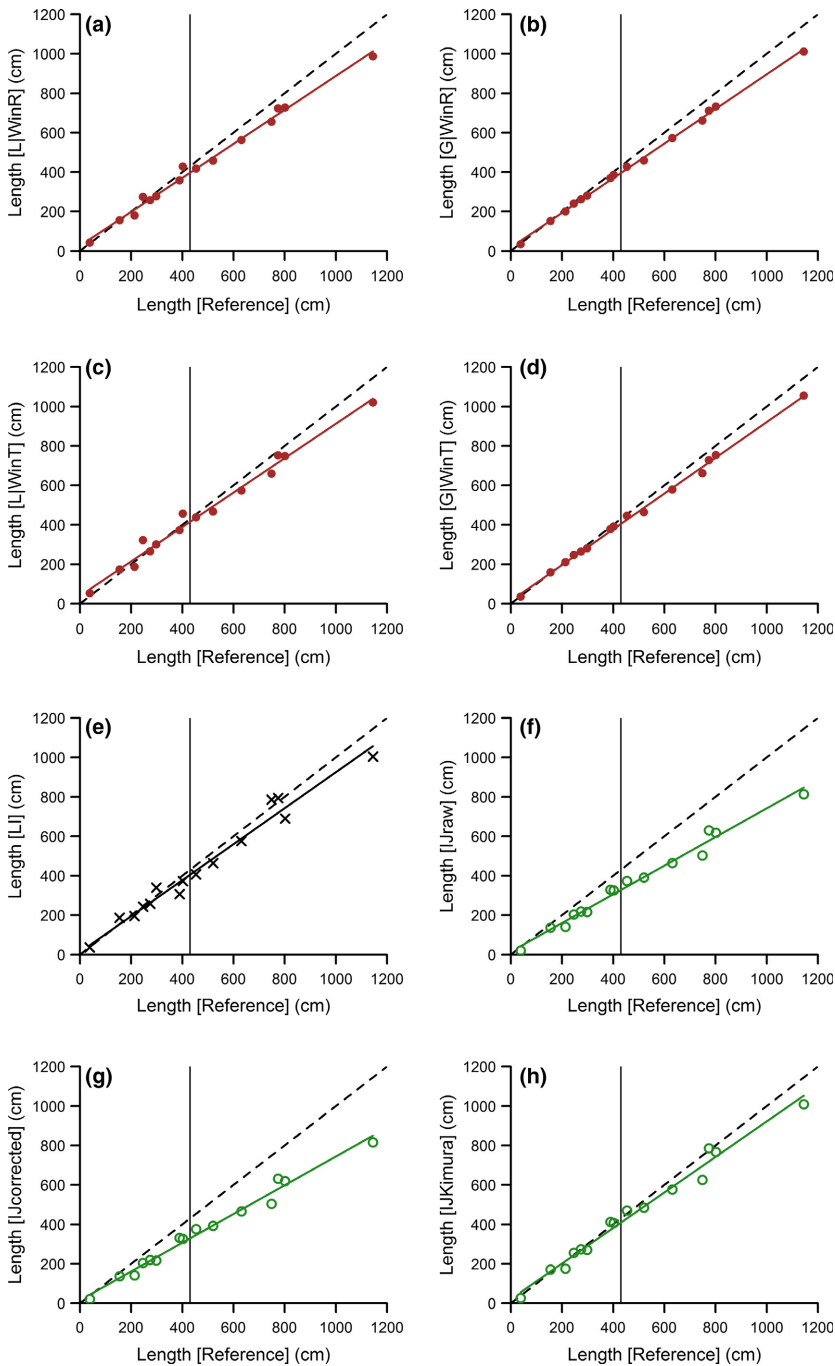 (a)
Length [L|WinR] (cm)
1200
1000
800
600
400
200
0
0 200 400 600 800 1000 1200
Length [Reference] (cm)
(b)
Length [G|WinR] (cm)
1200
1000
800
600
400
200
0
0 200 400 600 800 1000 1200
Length [Reference] (cm)
(c)
Length [L|WinT] (cm)
1200
1000
800
600
400
200
0
0 200 400 600 800 1000 1200
Length [Reference] (cm)
(d)
Length [G|WinT] (cm)
1200
1000
800
600
400
200
0
0 200 400 600 800 1000 1200
Length [Reference] (cm)
(e)
Length [LI] (cm)
1200
1000
800
600
400
200
0
0 200 400 600 800 1000 1200
Length [Reference] (cm)
(f)
Length [IJraw] (cm)
1200
1000
800
600
400
200
0
0 200 400 600 800 1000 1200
Length [Reference] (cm)
(g)
Length [IJcorrected] (cm)
1200
1000
800
600
400
200
0
0 200 400 600 800 1000 1200
Length [Reference] (cm)
(h)
Length [IJKimura] (cm)
1200
1000
800
600
400
200
0
0 200 400 600 800 1000 1200
Length [Reference] (cm)